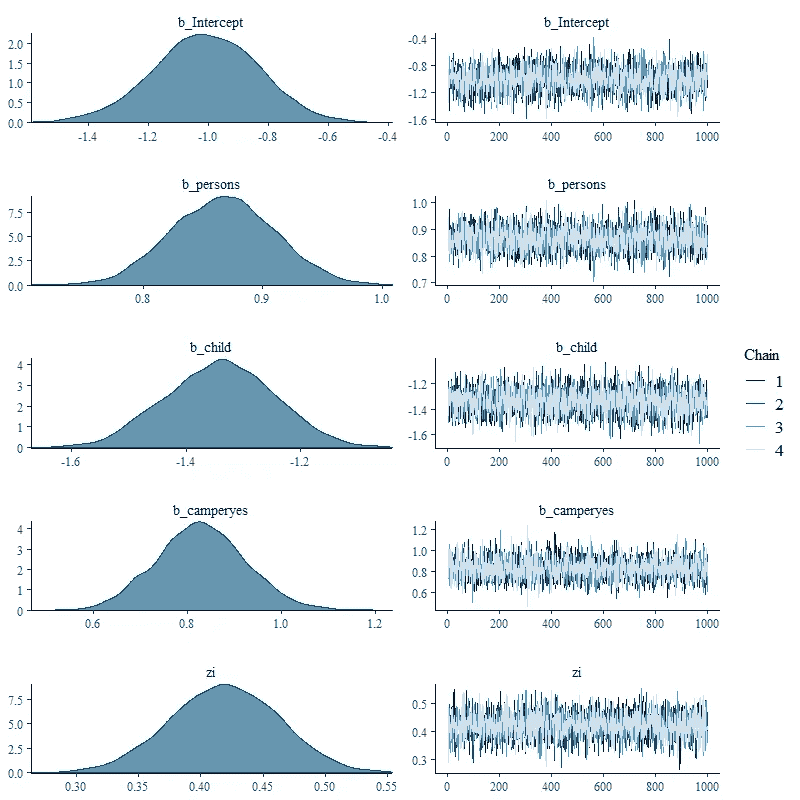 b_Intercept
2.0
1.5
1.0
0.5
0.0
-1.4 -1.2 -1.0 -0.8 -0.6 -0.4
b_Intercept
-0.4
-0.8
-1.2
-1.6
0 200 400 600 800 1000
b_persons
7.5
5.0
2.5
0.0
0.8 0.9 1.0
b_persons
1.0
0.9
0.8
0.7
0 200 400 600 800 1000
b_child
4
3
2
1
0
-1.6 -1.4 -1.2
b_child
-1.2
-1.4
-1.6
0 200 400 600 800 1000
b_camperyes
4
3
2
1
0
0.6 0.8 1.0 1.2
b_camperyes
1.2
1.0
0.8
0.6
0 200 400 600 800 1000
zi
7.5
5.0
2.5
0.0
0.30 0.35 0.40 0.45 0.50 0.55
zi
0.5
0.4
0.3
0 200 400 600 800 1000
Chain
1
2
3
4